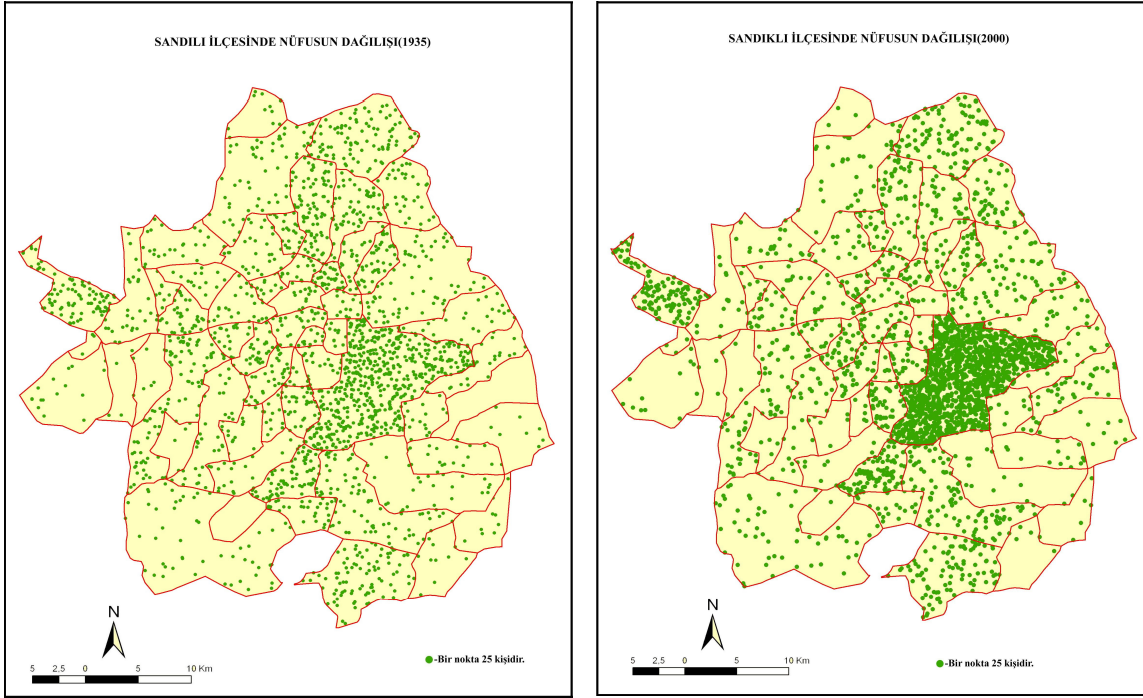 SANDILI İLÇESİNDE NÜFUSUN DAĞILIŞI(1935)
N
5 2.5 0 5 10 Km
-Bir nokta 25 kişidir.
SANDIKLI İLÇESİNDE NÜFUSUN DAĞILIŞI(2000)
N
5 2.5 0 5 10 Km
-Bir nokta 25 kişidir.